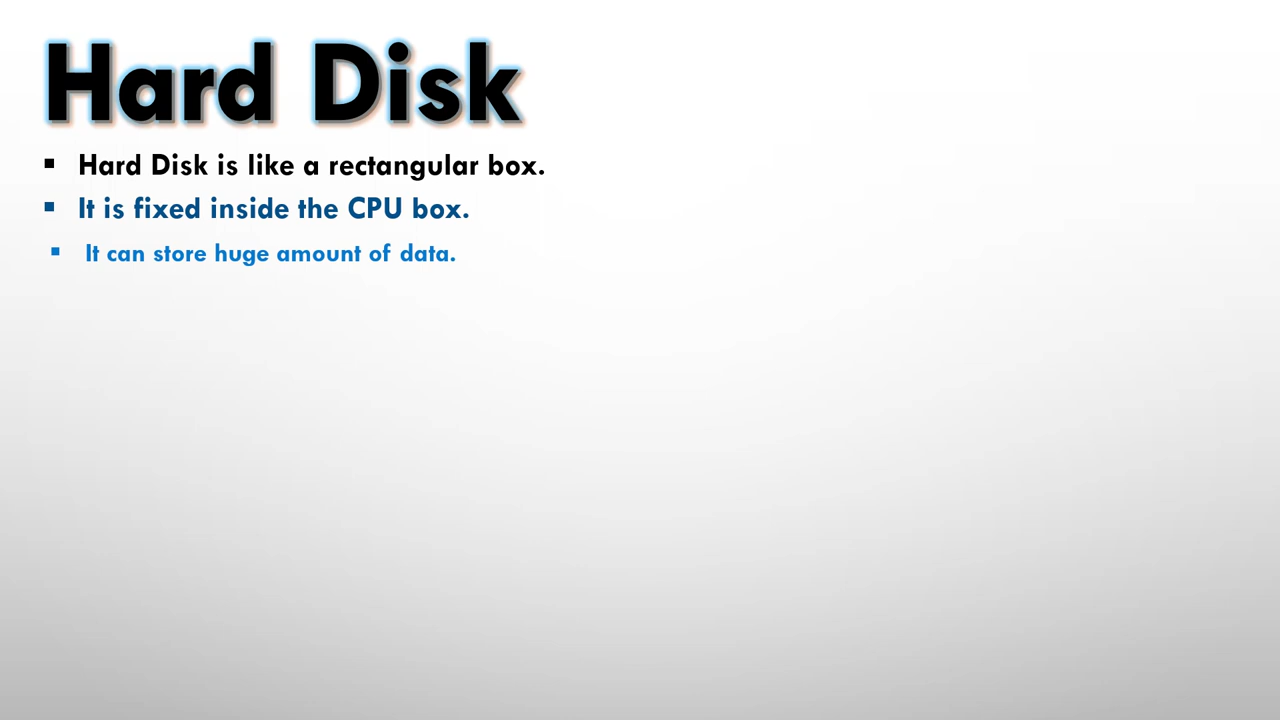 Hard Disk
▪ Hard Disk is like a rectangular box.
▪ It is fixed inside the CPU box.
▪ It can store huge amount of data.